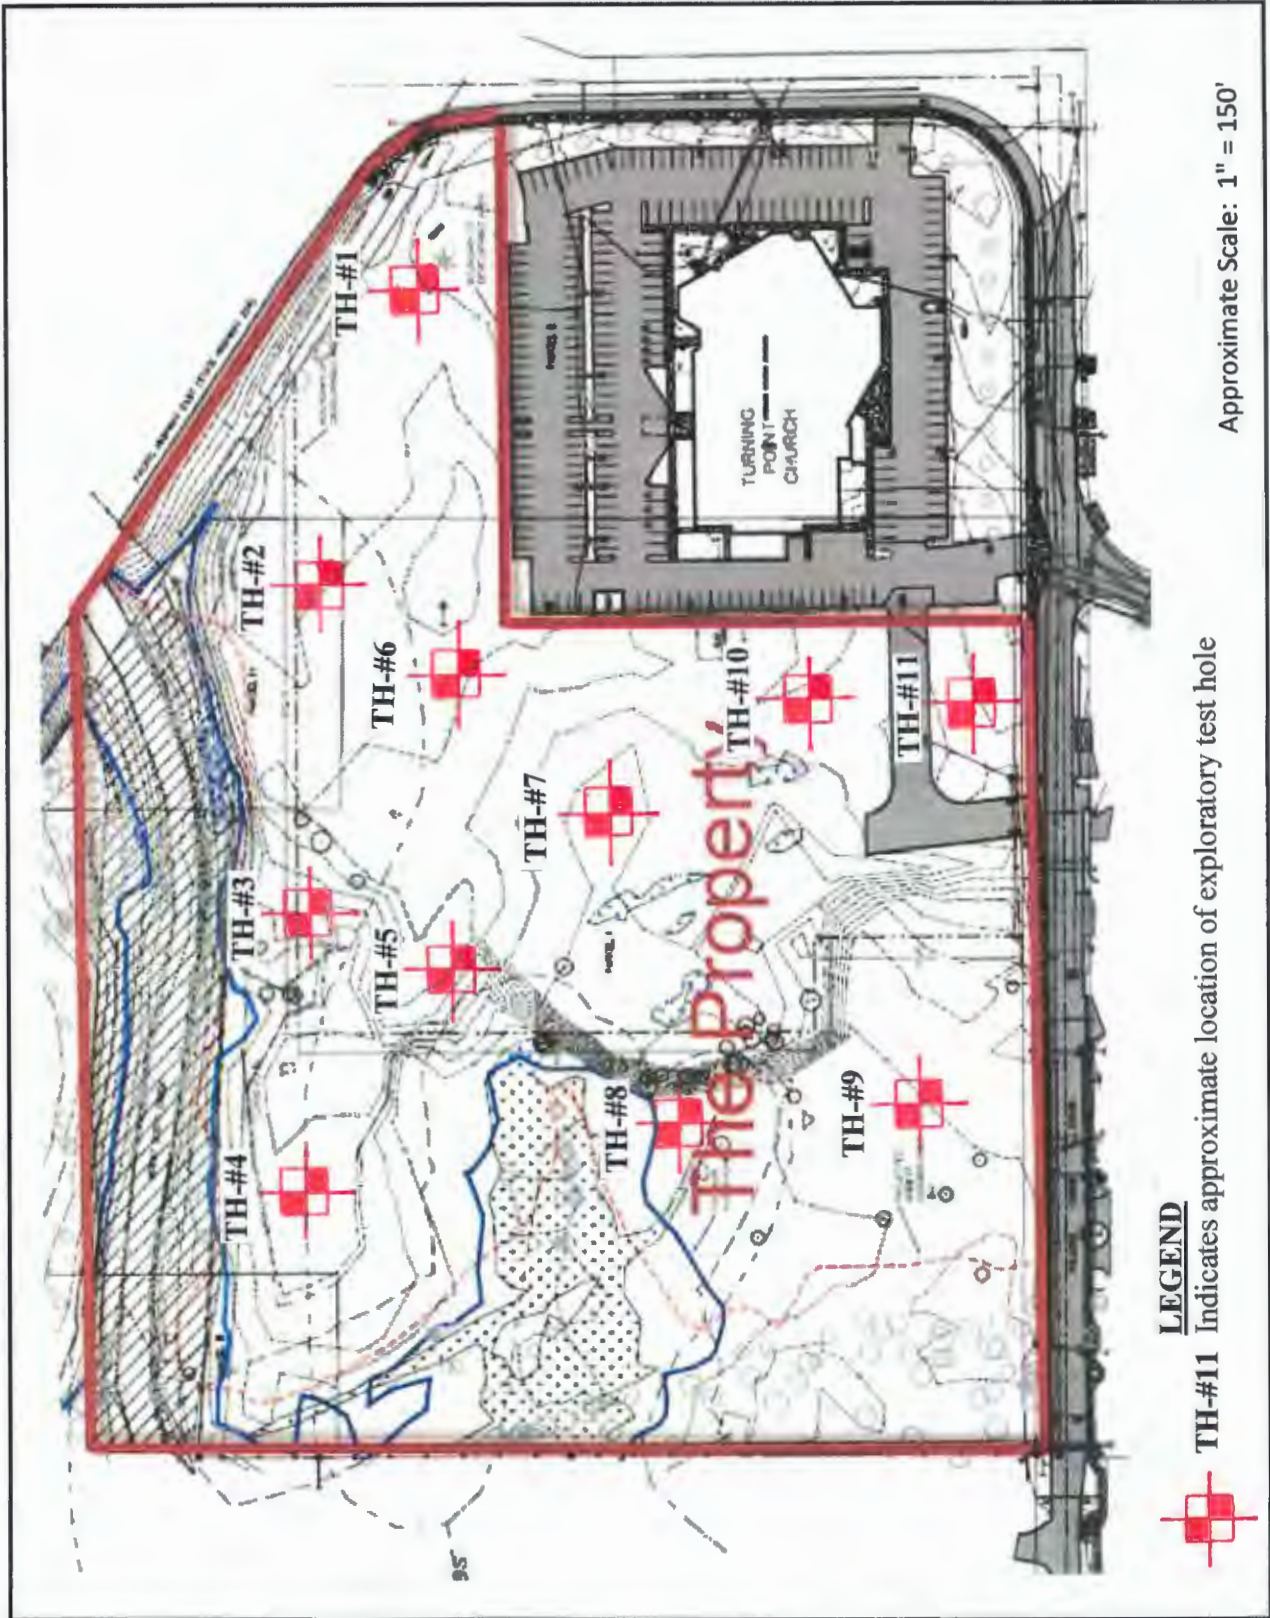 TH-#1
TH-#2
TH-#3
TH-#4
TH-#5
TH-#6
TH-#7
TH-#8
TH-#9
TH-#10
TH-#11
The Property
TURNING
POINT
CHURCH
LEGEND
TH-#11 Indicates approximate location of exploratory test hole
Approximate Scale: 1" = 150'